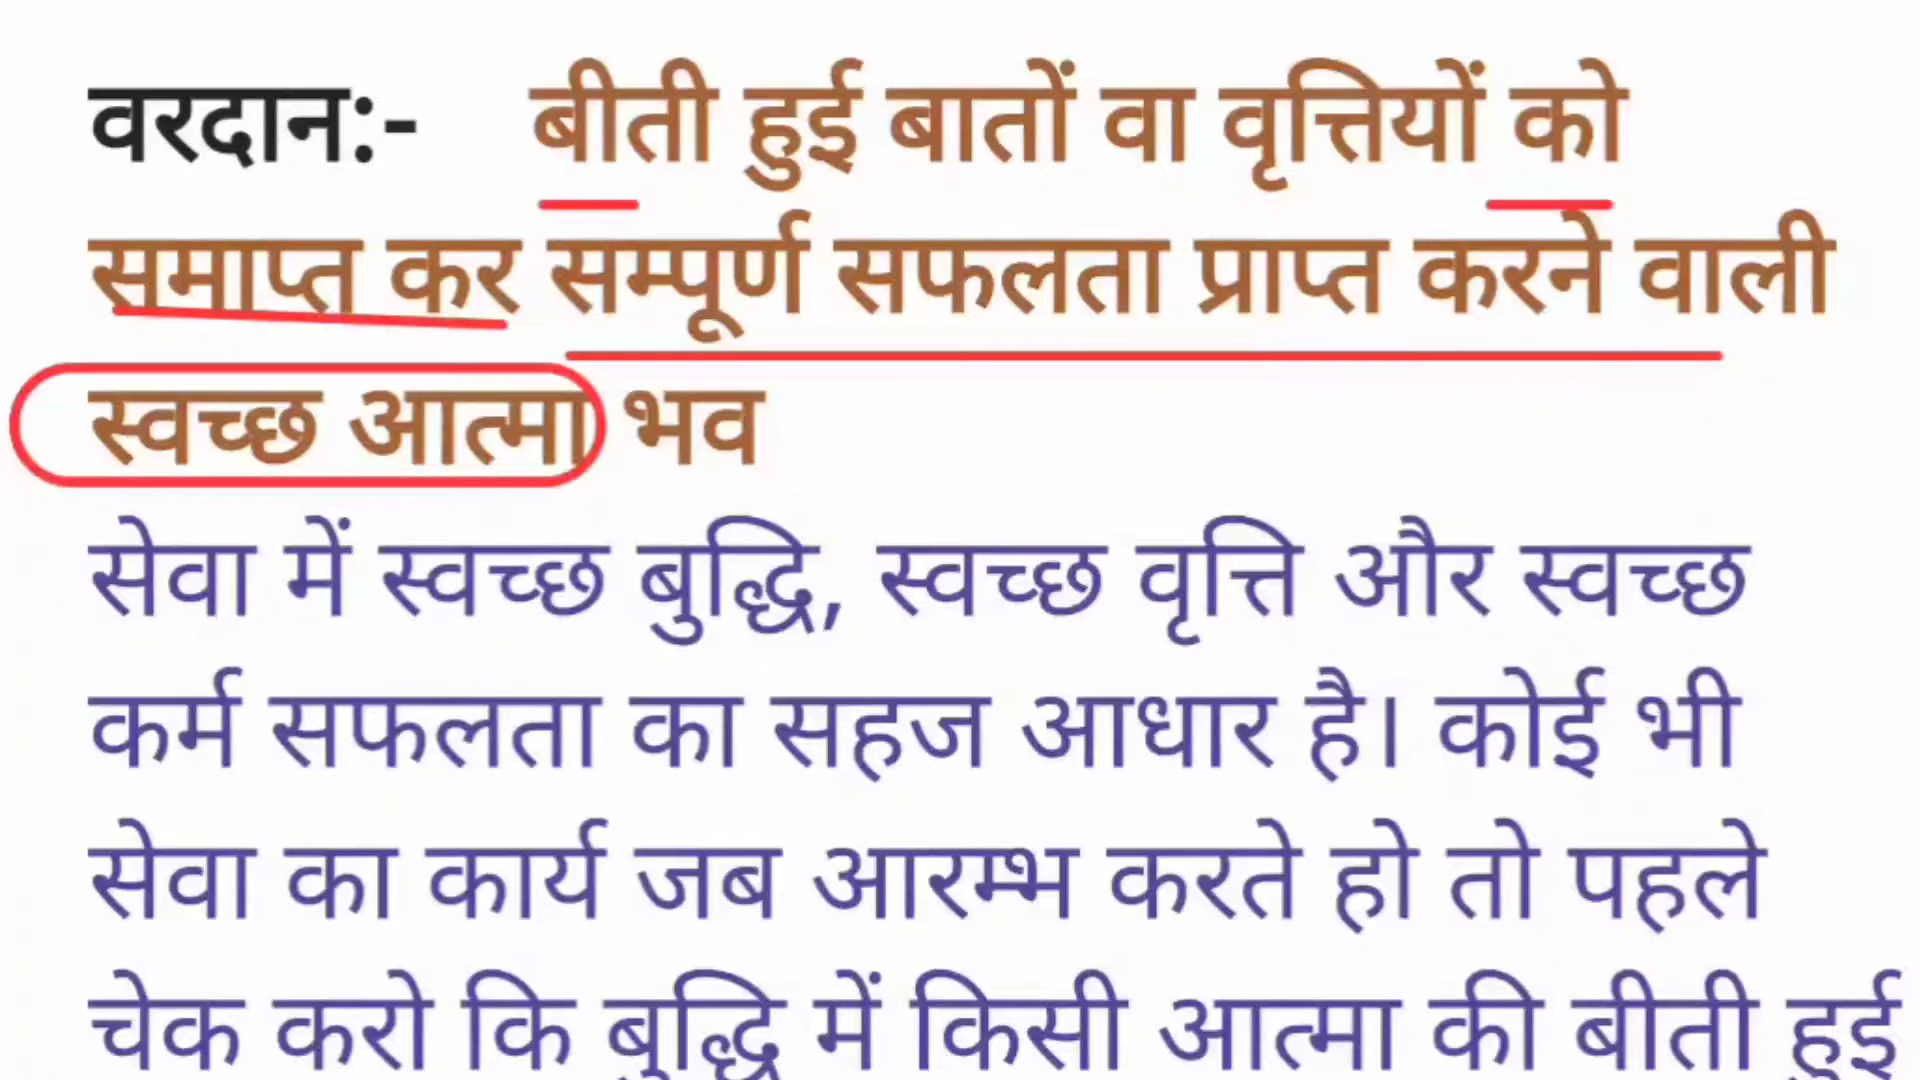 वरदान:- बीती हुई बातों वा वृत्तियों को
समाप्त कर सम्पूर्ण सफलता प्राप्त करने वाली
स्वच्छ आत्मा भव
सेवा में स्वच्छ बुद्धि, स्वच्छ वृत्ति और स्वच्छ
कर्म सफलता का सहज आधार है। कोई भी
सेवा का कार्य जब आरम्भ करते हो तो पहले
चेक करो कि बुद्धि में किसी आत्मा की बीती हुई